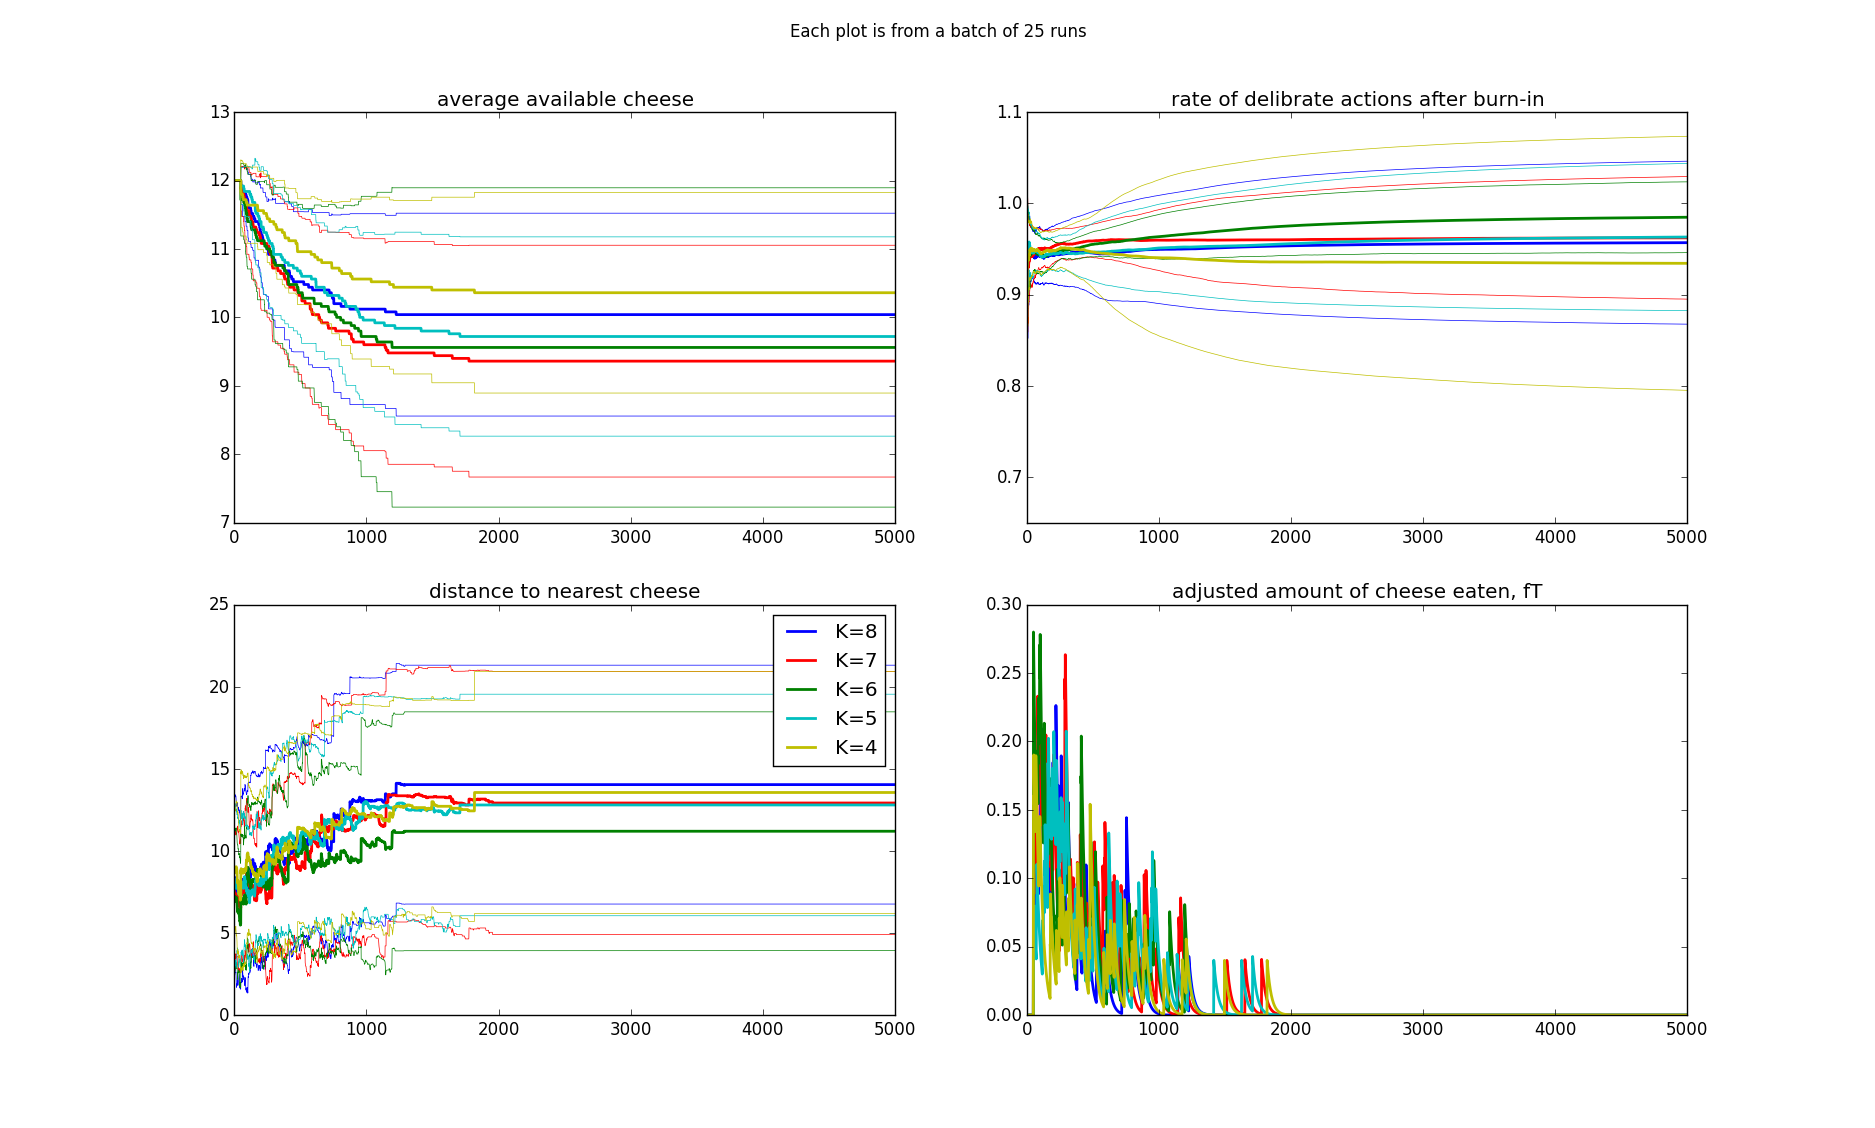 Each plot is from a batch of 25 runs
average available cheese
13
12
11
10
9
8
7
0 1000 2000 3000 4000 5000
rate of delibrate actions after burn-in
1.1
1.0
0.9
0.8
0.7
0 1000 2000 3000 4000 5000
distance to nearest cheese
25
20
15
10
5
0
0 1000 2000 3000 4000 5000
K=8
K=7
K=6
K=5
K=4
adjusted amount of cheese eaten, fT
0.30
0.25
0.20
0.15
0.10
0.05
0.00
0 1000 2000 3000 4000 5000